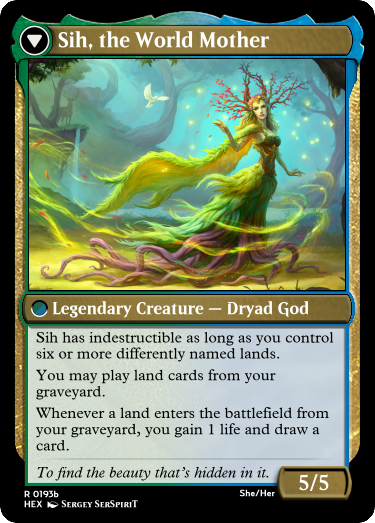 Sih, the World Mother
Legendary Creature — Dryad God
Sih has indestructible as long as you control
six or more differently named lands.
You may play land cards from your
graveyard.
Whenever a land enters the battlefield from
your graveyard, you gain 1 life and draw a
card.
To find the beauty that's hidden in it.
5/5
R 0193b
She/Her
HEX Sergey SerSpiriT